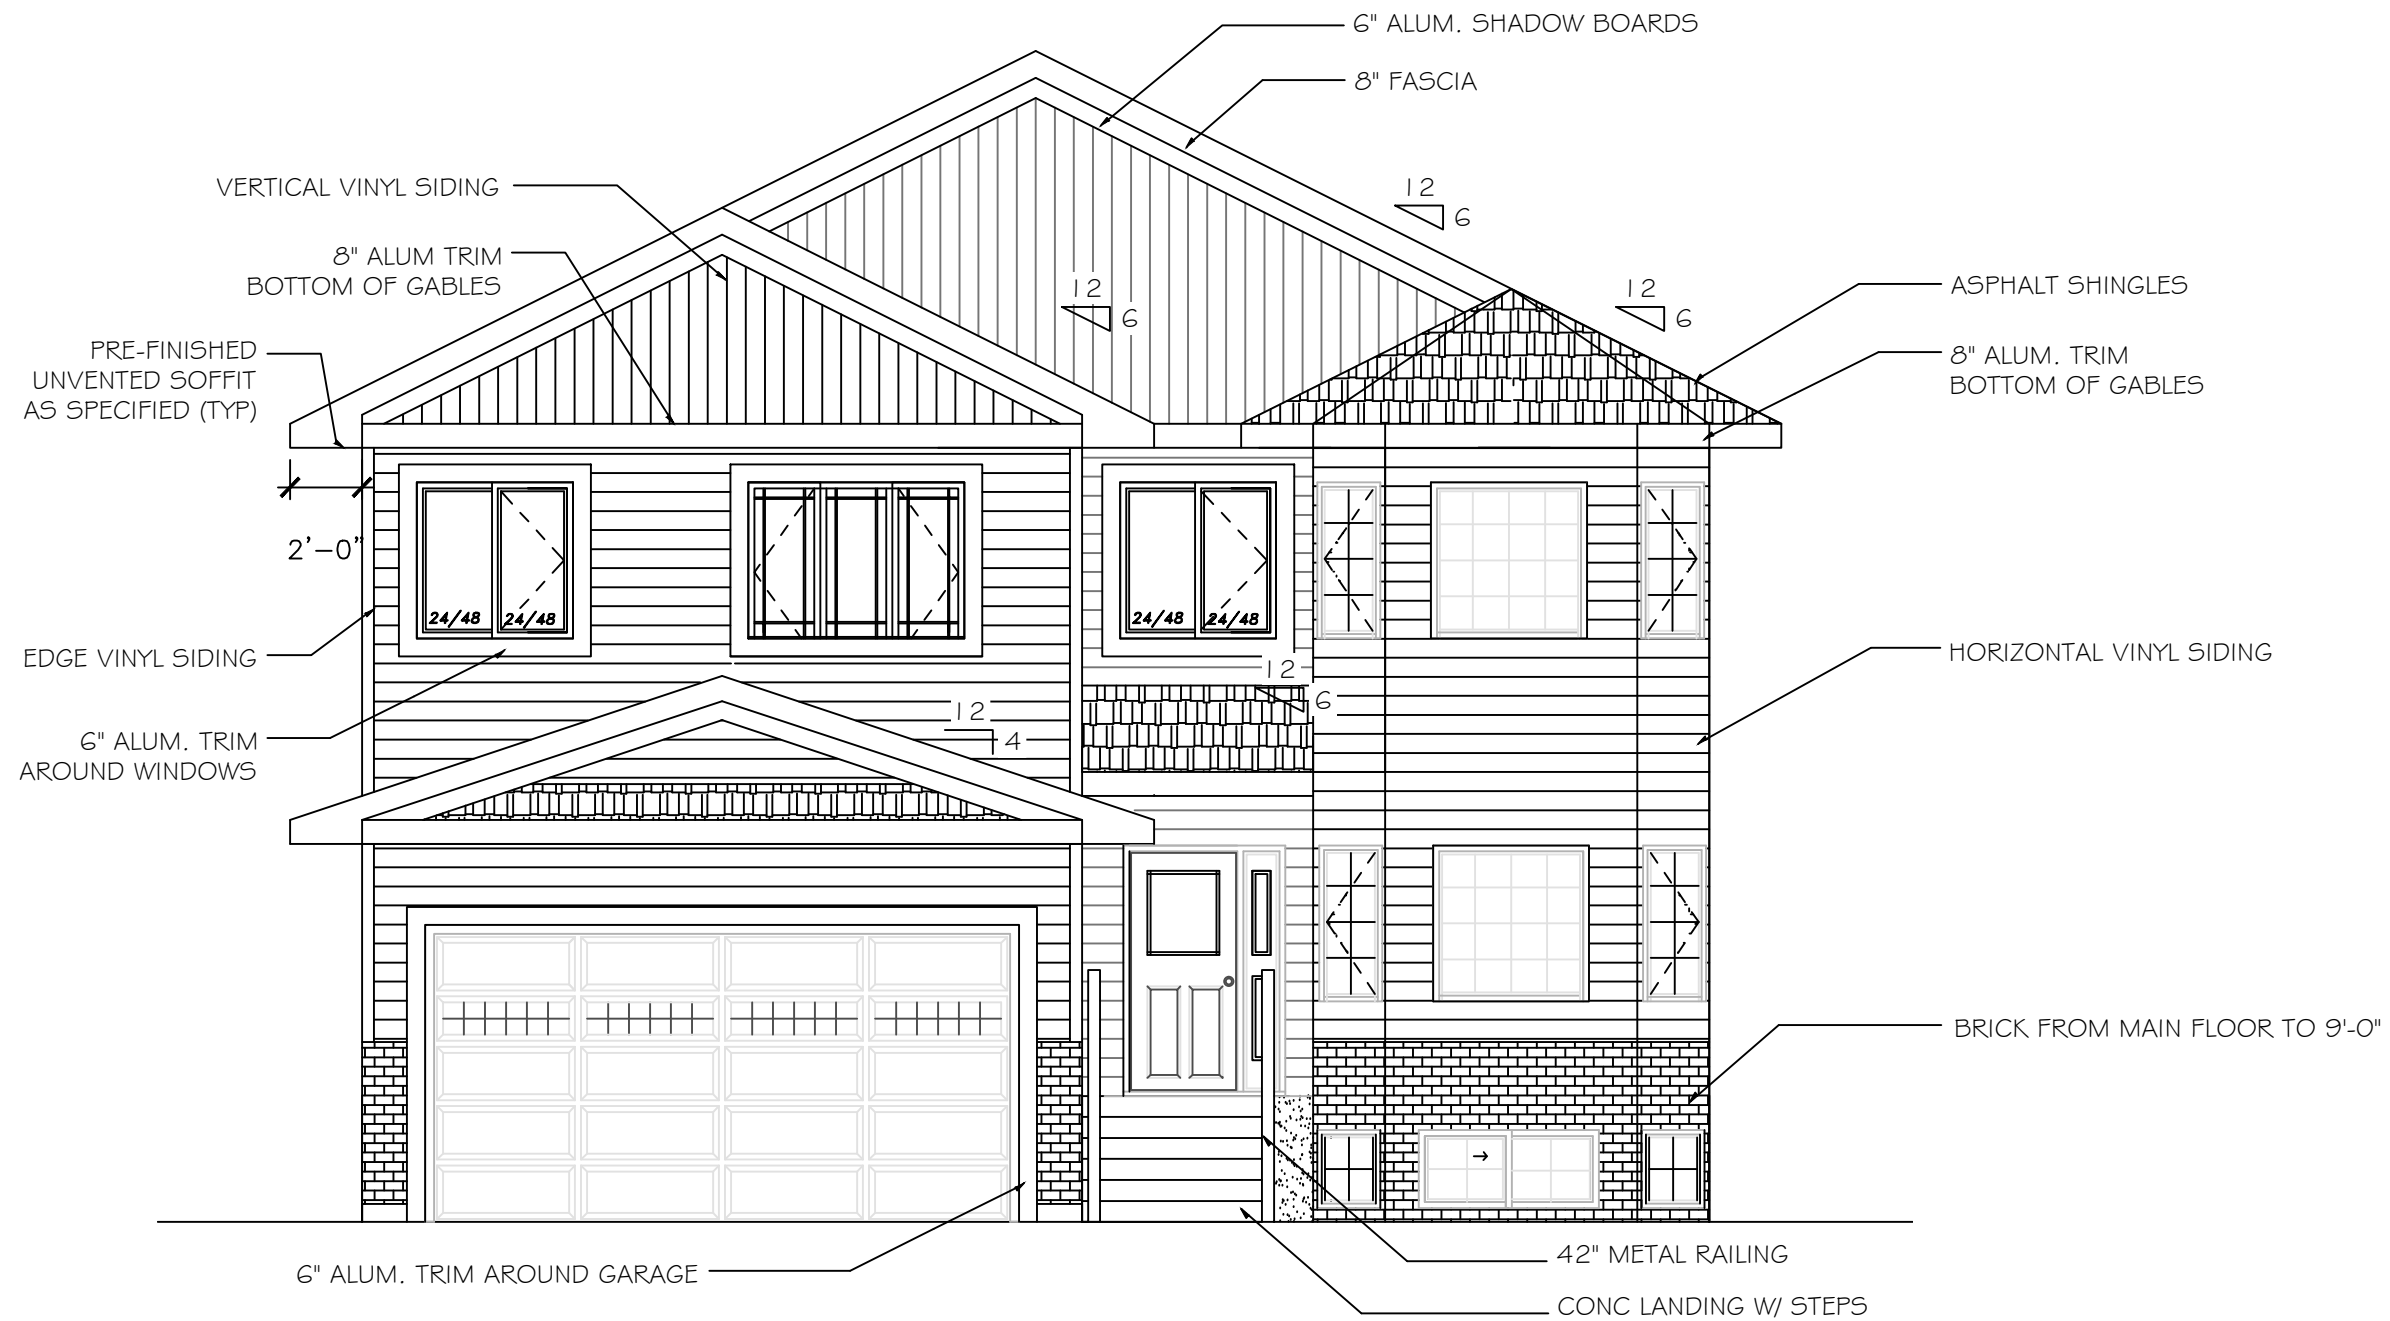 6" ALUM. SHADOW BOARDS
8" FASCIA
VERTICAL VINYL SIDING
12
6
8" ALUM TRIM
BOTTOM OF GABLES
12
6
12
6
ASPHALT SHINGLES
PRE-FINISHED
UNVENTED SOFFIT
AS SPECIFIED (TYP)
8" ALUM. TRIM
BOTTOM OF GABLES
2'-0"
24/48
24/48
24/48
24/48
EDGE VINYL SIDING
HORIZONTAL VINYL SIDING
12
6
12
4
6" ALUM. TRIM
AROUND WINDOWS
BRICK FROM MAIN FLOOR TO 9'-0"
6" ALUM. TRIM AROUND GARAGE
42" METAL RAILING
CONC LANDING W/ STEPS